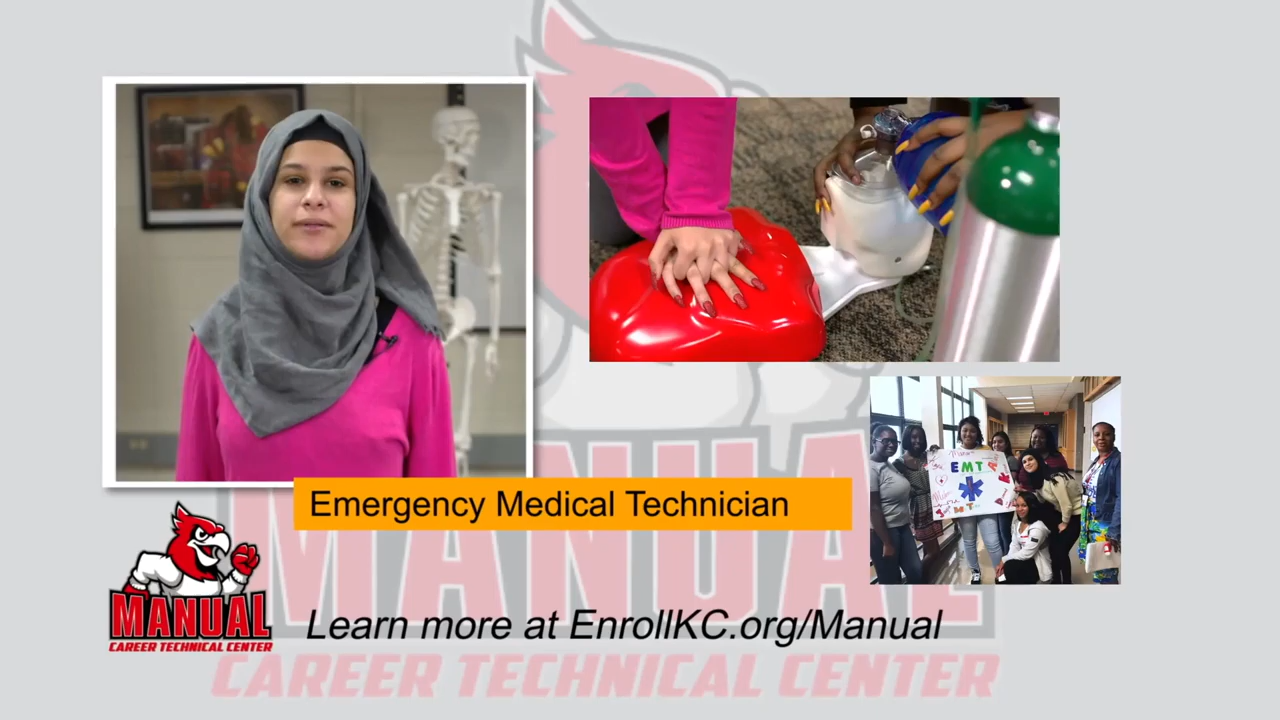 Emergency Medical Technician
MANUAL
CAREER TECHNICAL CENTER
Learn more at EnrollKC.org/Manual
EMT
MANUAL
CAREER TECHNICAL CENTER